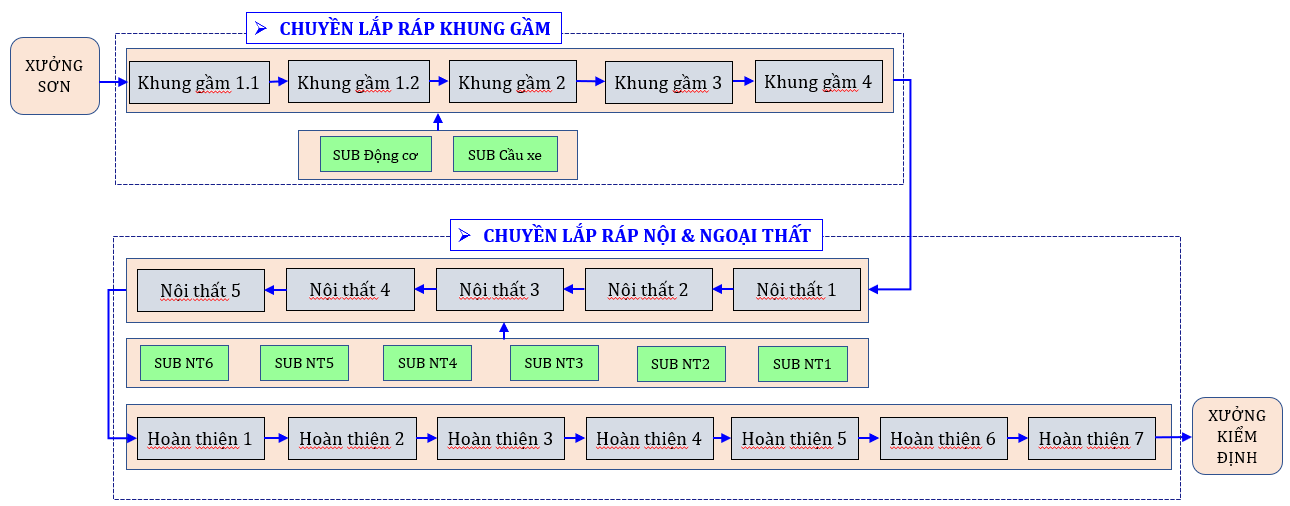 CHUYỀN LẮP RÁP KHUNG GẦM
XƯỞNG
SƠN
Khung gầm 1.1
Khung gầm 1.2
Khung gầm 2
Khung gầm 3
Khung gầm 4
SUB Động cơ
SUB Cầu xe
CHUYỀN LẮP RÁP NỘI & NGOẠI THẤT
Nội thất 5
Nội thất 4
Nội thất 3
Nội thất 2
Nội thất 1
SUB NT6
SUB NT5
SUB NT4
SUB NT3
SUB NT2
SUB NT1
Hoàn thiện 1
Hoàn thiện 2
Hoàn thiện 3
Hoàn thiện 4
Hoàn thiện 5
Hoàn thiện 6
Hoàn thiện 7
XƯỞNG
KIỂM
ĐỊNH